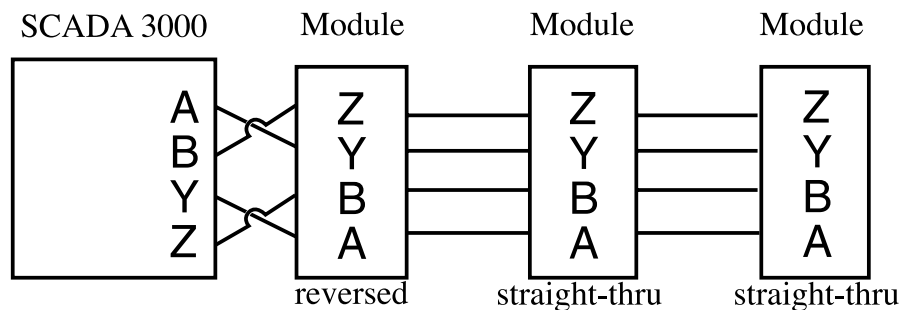 SCADA 3000 Module Module Module
A Z Z Z
B Y Y Y
Y B B B
Z A A A
reversed straight-thru straight-thru